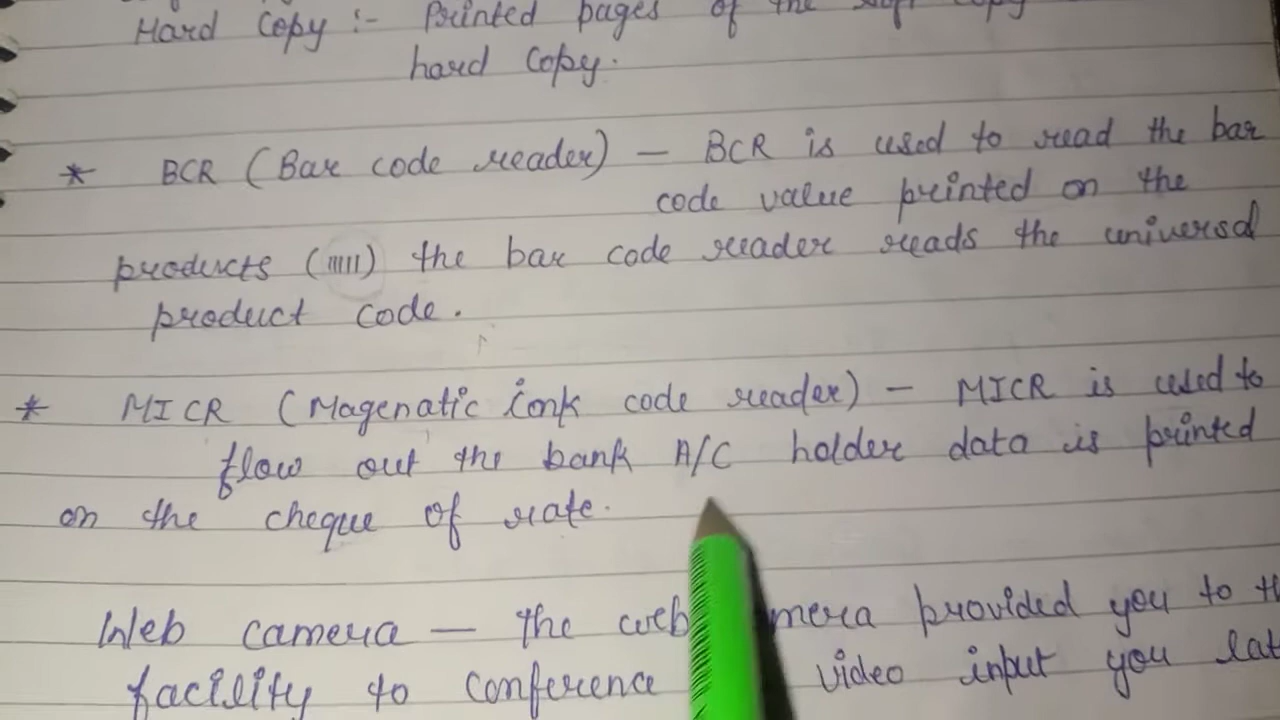 Hard Copy :- Printed pages of the soft copy
hard Copy.
* BCR (Bar code reader) — BCR is used to read the bar
code value printed on the
products (|||||) the bar code reader reads the universal
product code.
* MICR (Magenatic ink code reader) — MICR is used to
flow out the bank A/C holder data is printed
on the cheque of rate.
Web camera — the web provided you to
facility to conference video input you